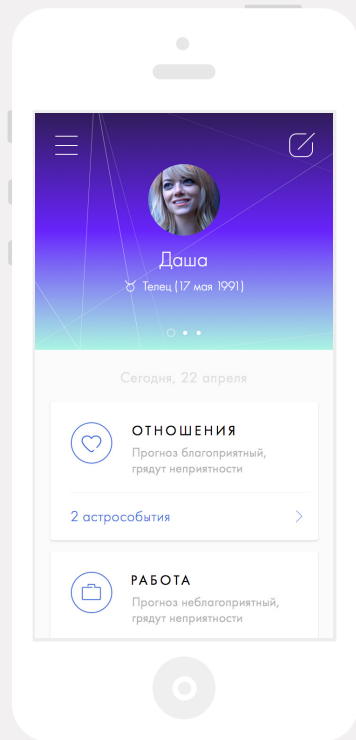 Даша
Телец (17 мая 1991)
Сегодня, 22 апреля
ОТНОШЕНИЯ
Прогноз благоприятный,
грядут неприятности
2 астрособытия
РАБОТА
Прогноз неблагоприятный,
грядут неприятности